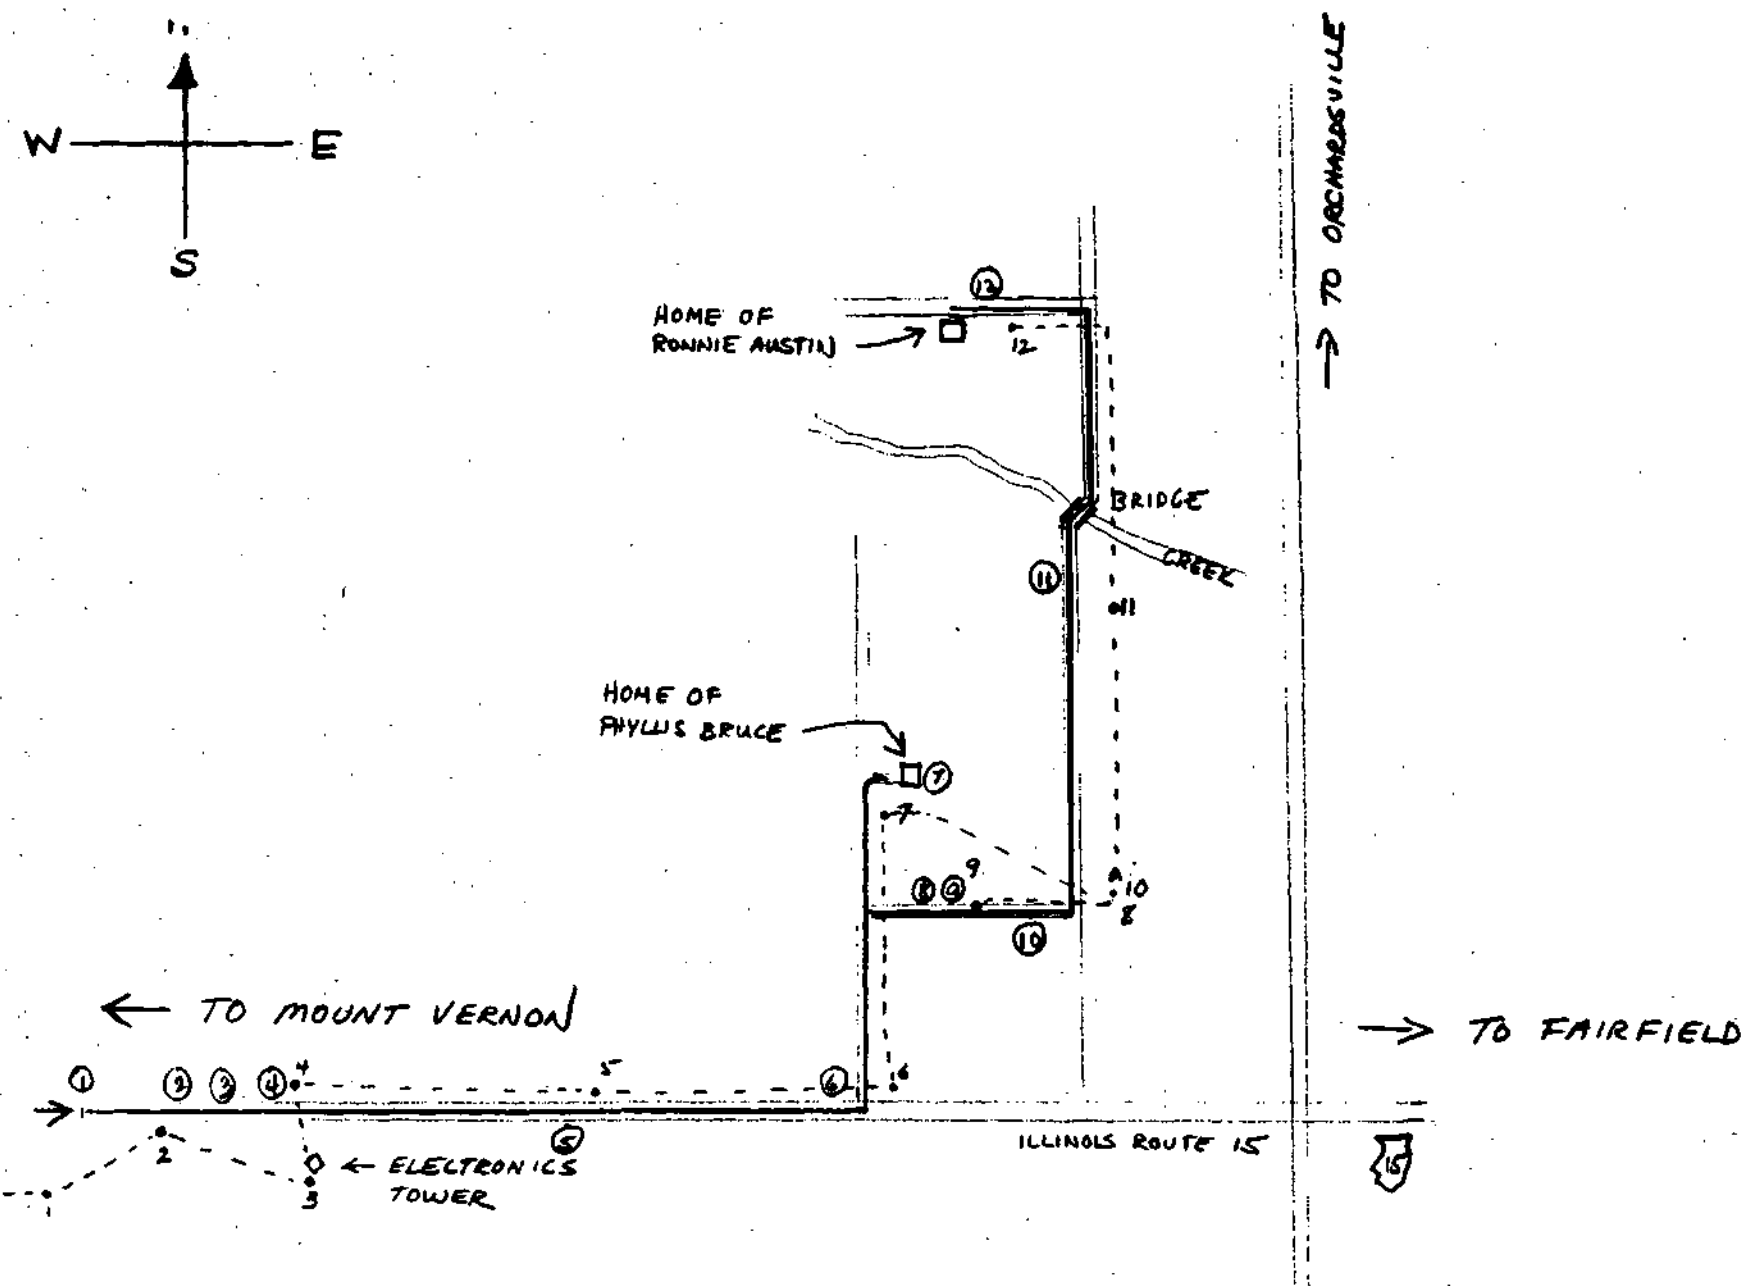 N
W E
S
→ TO ORCHARDSVILLE
⑫
HOME OF
RONNIE AUSTIN
12
BRIDGE
CREEK
⑪
11
HOME OF
PHYLLIS BRUCE
⑦
7
9
⑧ ⑨
10
8
⑩
← TO MOUNT VERNON
→ TO FAIRFIELD
① ② ③ ④ 4 5 ⑥ 6
⑤
ILLINOIS ROUTE 15
15
2
← ELECTRONICS
TOWER
3
1